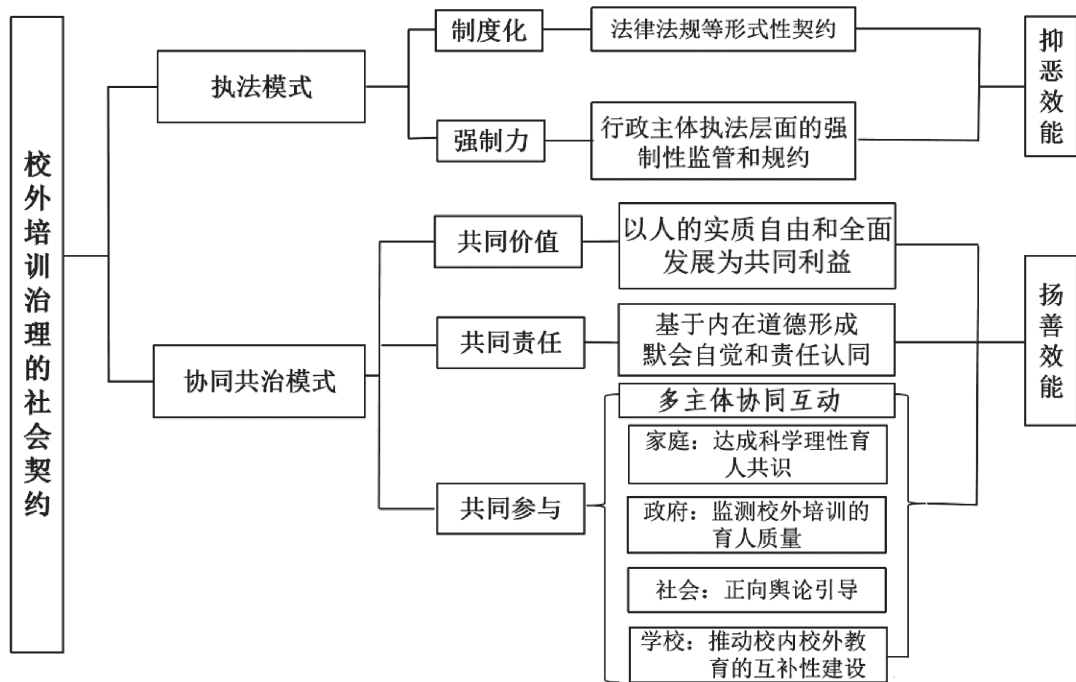 校外培训治理的社会契约
执法模式
制度化
法律法规等形式性契约
强制力
行政主体执法层面的强
制性监管和规约
抑恶效能
协同共治模式
共同价值
以人的实质自由和全面
发展为共同利益
共同责任
基于内在道德形成
默会自觉和责任认同
共同参与
多主体协同互动
家庭：达成科学理性育
人共识
政府：监测校外培训的
育人质量
社会：正向舆论引导
学校：推动校内校外教
育的互补性建设
扬善效能